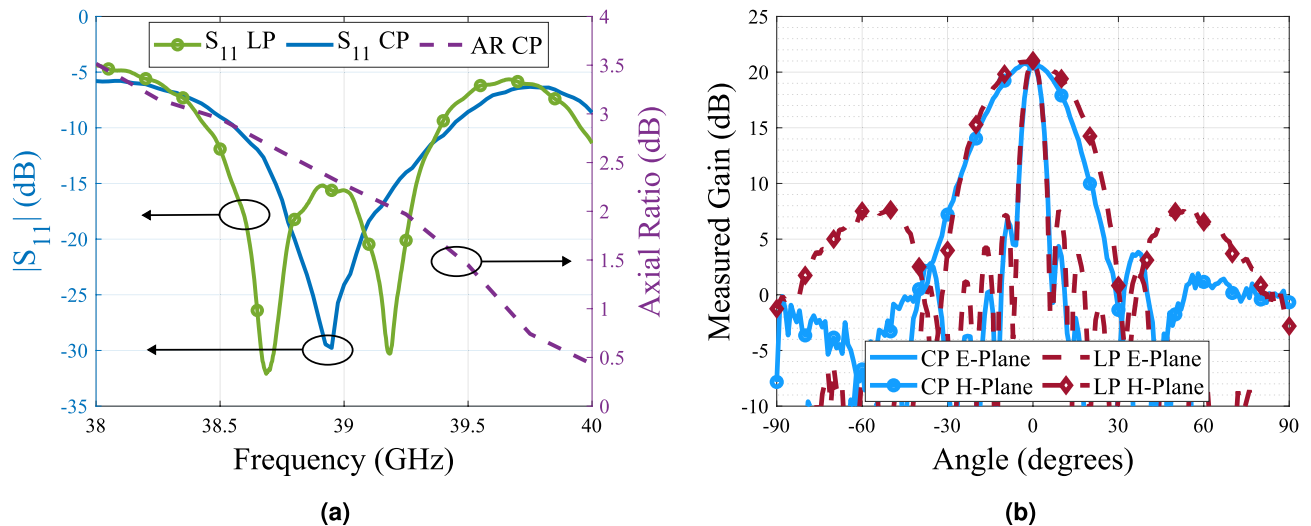 S11 LP S11 CP AR CP
0
-5
-10
-15
-20
-25
-30
-35
|S11| (dB)
4
3.5
3
2.5
2
1.5
1
0.5
0
Axial Ratio (dB)
38 38.5 39 39.5 40
Frequency (GHz)
(a)
25
20
15
10
5
0
-5
-10
Measured Gain (dB)
CP E-Plane LP E-Plane
CP H-Plane LP H-Plane
-90 -60 -30 0 30 60 90
Angle (degrees)
(b)